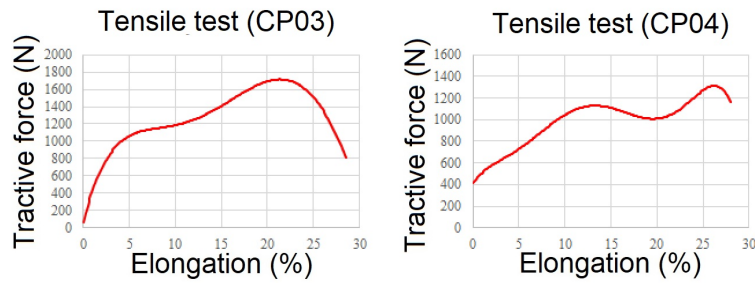 Tensile test (CP03)
Tractive force (N)
2000
1800
1600
1400
1200
1000
800
600
400
200
0
0 5 10 15 20 25 30
Elongation (%)
Tensile test (CP04)
Tractive force (N)
1600
1400
1200
1000
800
600
400
200
0
0 5 10 15 20 25 30
Elongation (%)